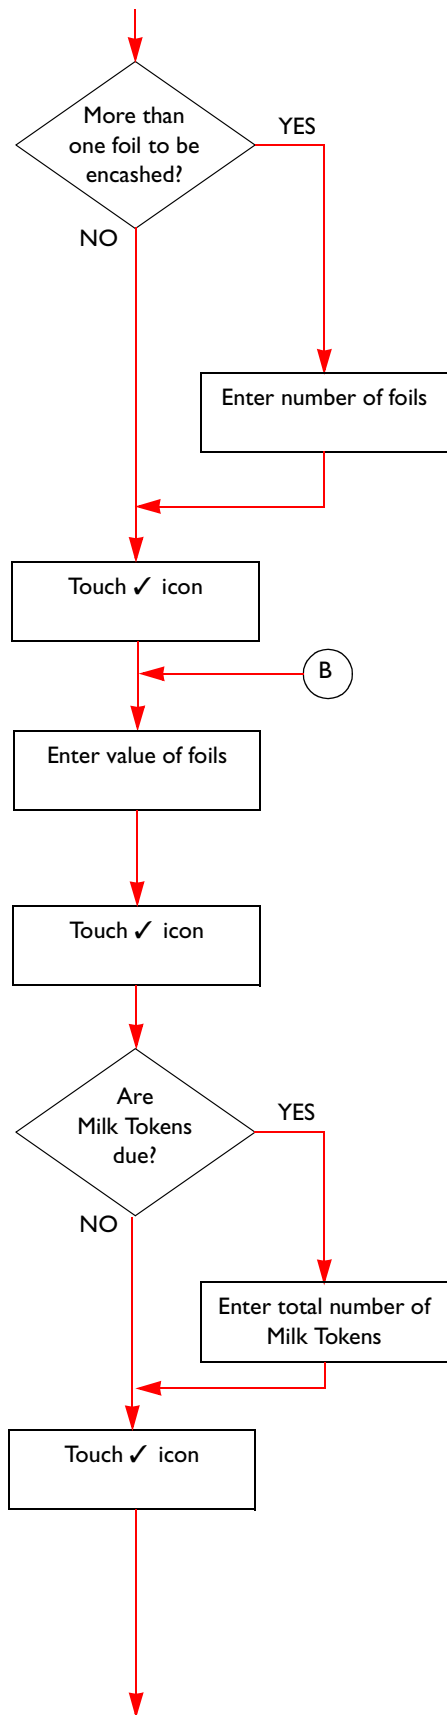 More than
one foil to be
encashed?
YES
NO
Enter number of foils
Touch ✓ icon
B
Enter value of foils
Touch ✓ icon
Are
Milk Tokens
due?
YES
NO
Enter total number of
Milk Tokens
Touch ✓ icon